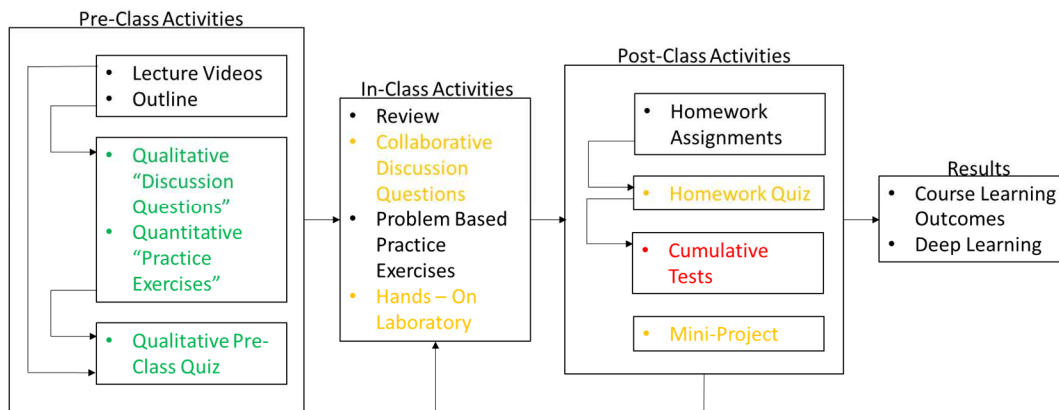 Pre-Class Activities
• Lecture Videos
• Outline
• Qualitative
“Discussion
Questions”
• Quantitative
“Practice
Exercises”
• Qualitative Pre-
Class Quiz
In-Class Activities
• Review
• Collaborative
Discussion
Questions
• Problem Based
Practice
Exercises
• Hands – On
Laboratory
Post-Class Activities
• Homework
Assignments
• Homework Quiz
• Cumulative
Tests
• Mini-Project
Results
• Course Learning
Outcomes
• Deep Learning